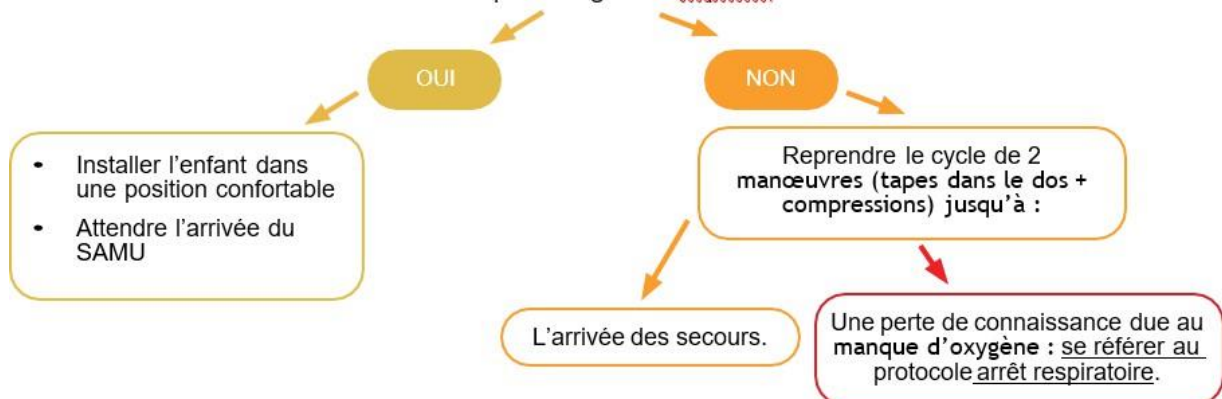 OUI
NON
• Installer l’enfant dans
une position confortable
• Attendre l’arrivée du
SAMU
Reprendre le cycle de 2
manœuvres (tapes dans le dos +
compressions) jusqu’à :
L’arrivée des secours.
Une perte de connaissance due au
manque d’oxygène : se référer au
protocole arrêt respiratoire.